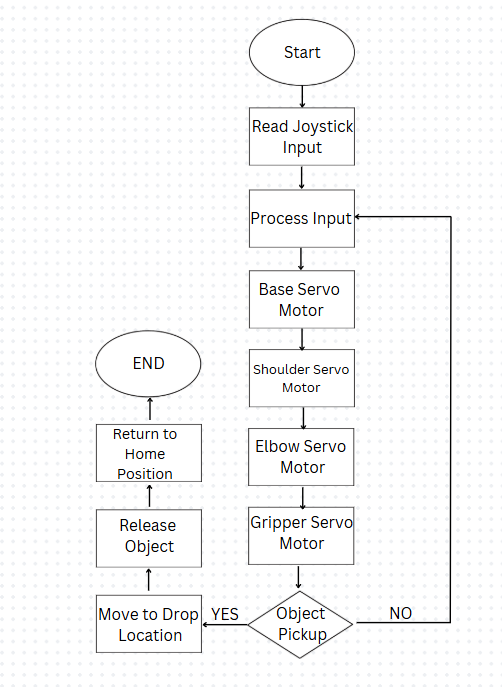 Start
Read Joystick
Input
Process Input
Base Servo
Motor
Shoulder Servo
Motor
Elbow Servo
Motor
Gripper Servo
Motor
Object
Pickup
NO
YES
Move to Drop
Location
Release
Object
Return to
Home
Position
END